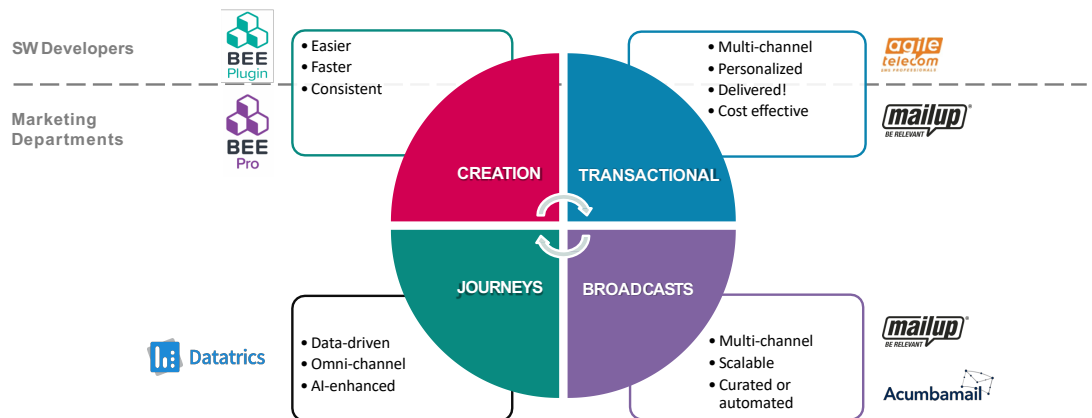 SW Developers
BEE
Plugin
• Easier
• Faster
• Consistent
• Multi-channel
• Personalized
• Delivered!
• Cost effective
agile
telecom
SMS PROFESSIONALS
Marketing
Departments
BEE
Pro
mailup
BE RELEVANT
CREATION
TRANSACTIONAL
JOURNEYS
BROADCASTS
Datatrics
• Data-driven
• Omni-channel
• AI-enhanced
• Multi-channel
• Scalable
• Curated or
automated
mailup
BE RELEVANT
Acumbamail